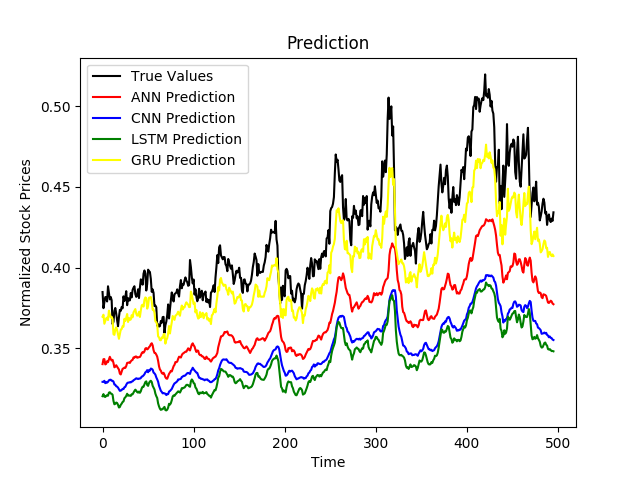 Prediction
True Values
ANN Prediction
CNN Prediction
LSTM Prediction
GRU Prediction
Normalized Stock Prices
0.50
0.45
0.40
0.35
0
100
200
300
400
500
Time